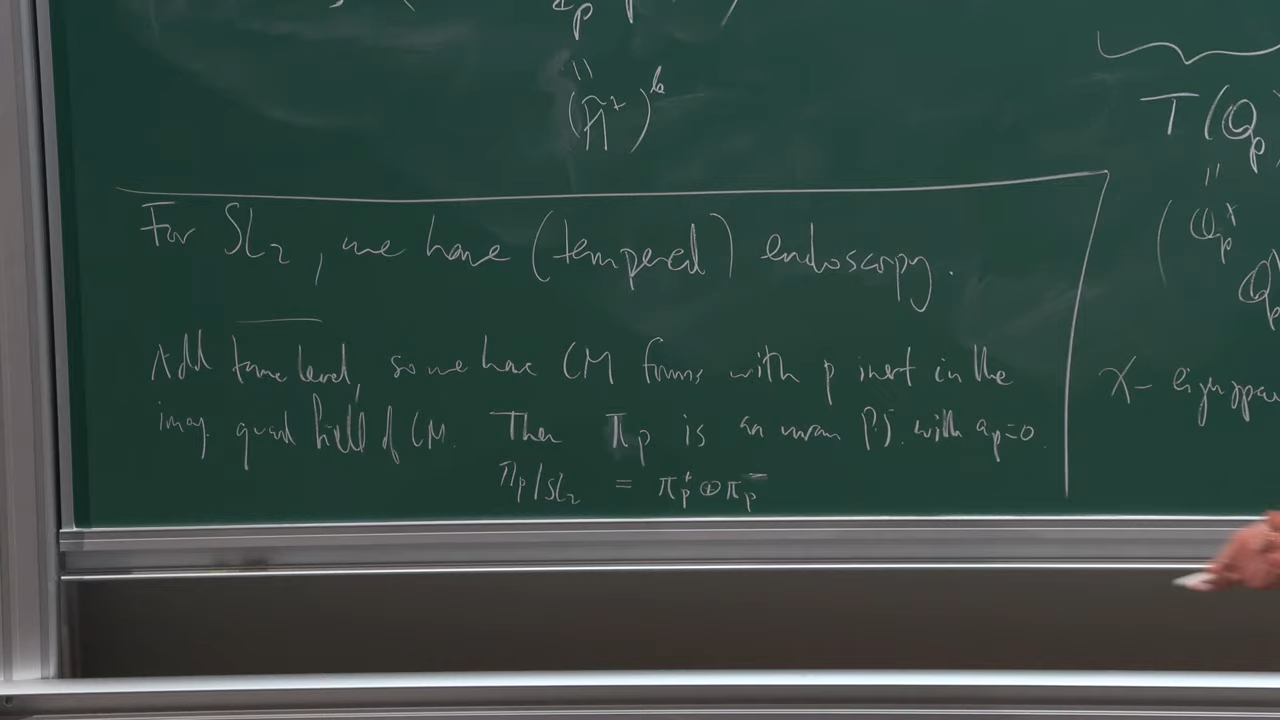 (π̃⁺)^{la}
For SL₂, we have (tempered) endoscopy.
Add tame level, so we have CM forms with p inert in the
imag. quad. field of CM. Then π_p is an unram P.S. with a_p=0.
π_p|SL₂ = π_p⁺ ⊕ π_p⁻
T(Q_p
"
(Q_p^×
Q_p
χ-eigenspa